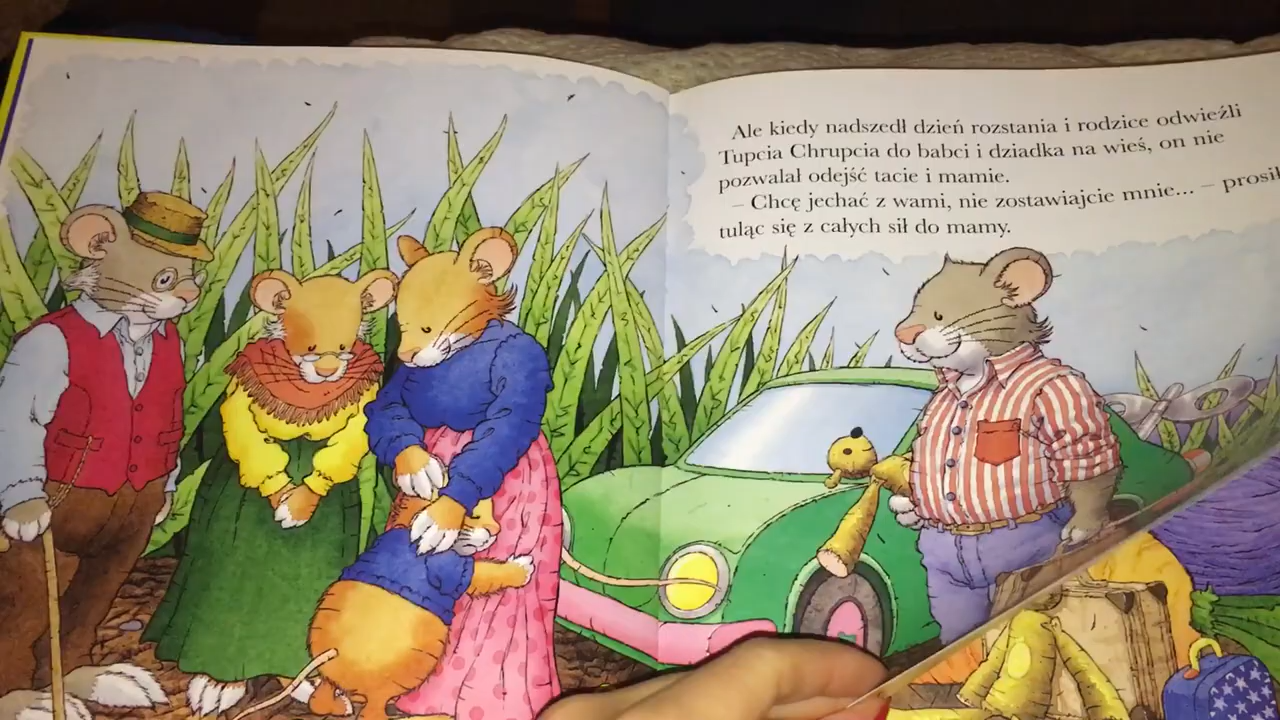 Ale kiedy nadszedł dzień rozstania i rodzice odwieźli
Tupcia Chrupcia do babci i dziadka na wieś, on nie
pozwalał odejść tacie i mamie.
– Chcę jechać z wami, nie zostawiajcie mnie... – prosił
tuląc się z całych sił do mamy.